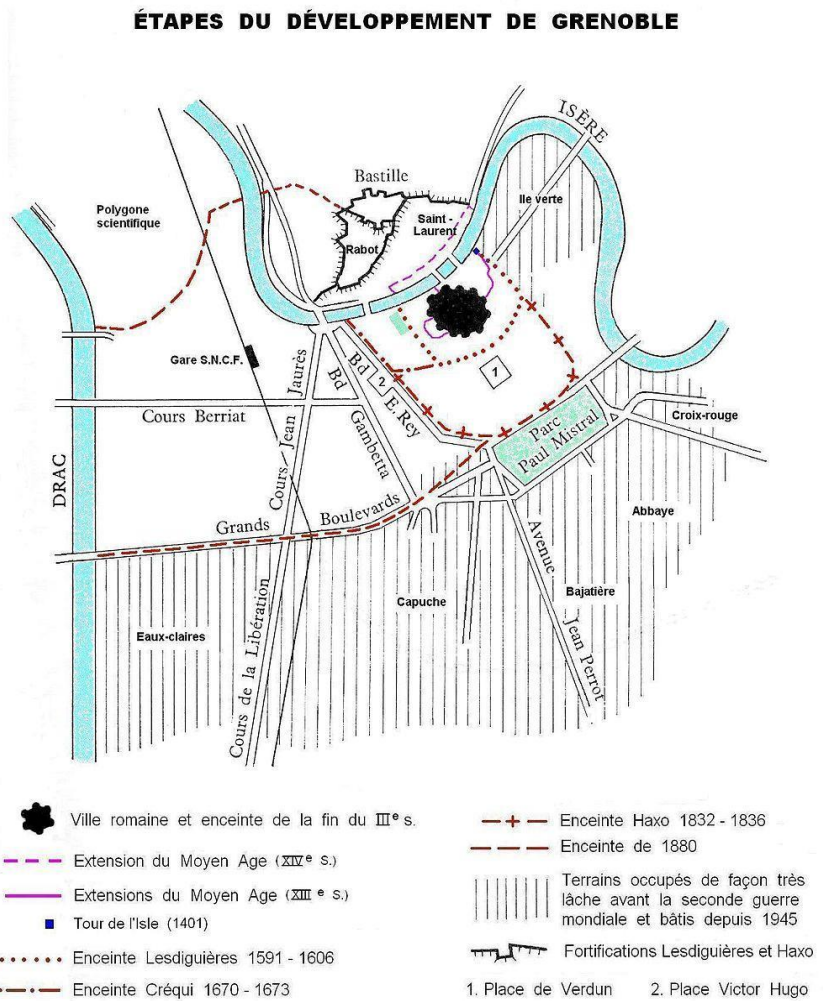 ÉTAPES DU DÉVELOPPEMENT DE GRENOBLE
ISÈRE
Bastille
Ile verte
Polygone
scientifique
Saint-
Laurent
Rabot
Gare S.N.C.F.
1
2
Bd E. Rey
Bd Gambetta
Cours Jean Jaurès
Cours Berriat
Parc
Paul Mistral
Croix-rouge
DRAC
Grands Boulevards
Abbaye
Avenue Jean Perrot
Bajatière
Capuche
Eaux-claires
Cours de la Libération
Ville romaine et enceinte de la fin du IIIe s.
Extension du Moyen Age (XIVe s.)
Extensions du Moyen Age (XIIIe s.)
Tour de l'Isle (1401)
Enceinte Lesdiguières 1591 - 1606
Enceinte Créqui 1670 - 1673
Enceinte Haxo 1832 - 1836
Enceinte de 1880
Terrains occupés de façon très
lâche avant la seconde guerre
mondiale et bâtis depuis 1945
Fortifications Lesdiguières et Haxo
1. Place de Verdun 2. Place Victor Hugo